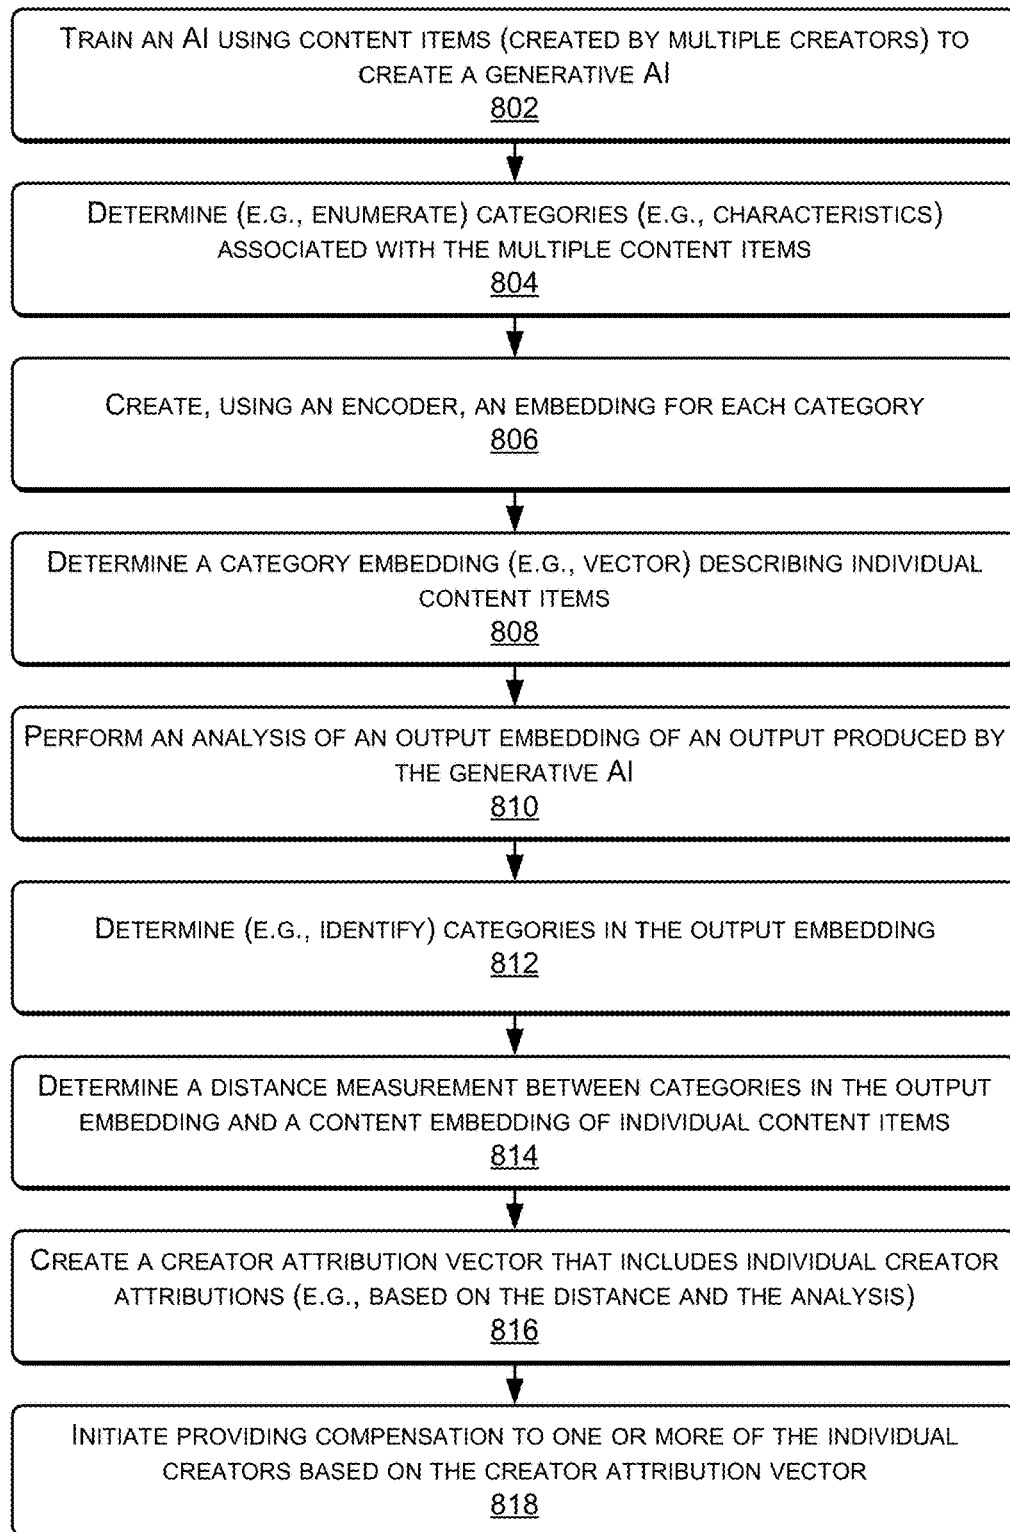 TRAIN AN AI USING CONTENT ITEMS (CREATED BY MULTIPLE CREATORS) TO
CREATE A GENERATIVE AI
802
DETERMINE (E.G., ENUMERATE) CATEGORIES (E.G., CHARACTERISTICS)
ASSOCIATED WITH THE MULTIPLE CONTENT ITEMS
804
CREATE, USING AN ENCODER, AN EMBEDDING FOR EACH CATEGORY
806
DETERMINE A CATEGORY EMBEDDING (E.G., VECTOR) DESCRIBING INDIVIDUAL
CONTENT ITEMS
808
PERFORM AN ANALYSIS OF AN OUTPUT EMBEDDING OF AN OUTPUT PRODUCED BY
THE GENERATIVE AI
810
DETERMINE (E.G., IDENTIFY) CATEGORIES IN THE OUTPUT EMBEDDING
812
DETERMINE A DISTANCE MEASUREMENT BETWEEN CATEGORIES IN THE OUTPUT
EMBEDDING AND A CONTENT EMBEDDING OF INDIVIDUAL CONTENT ITEMS
814
CREATE A CREATOR ATTRIBUTION VECTOR THAT INCLUDES INDIVIDUAL CREATOR
ATTRIBUTIONS (E.G., BASED ON THE DISTANCE AND THE ANALYSIS)
816
INITIATE PROVIDING COMPENSATION TO ONE OR MORE OF THE INDIVIDUAL
CREATORS BASED ON THE CREATOR ATTRIBUTION VECTOR
818